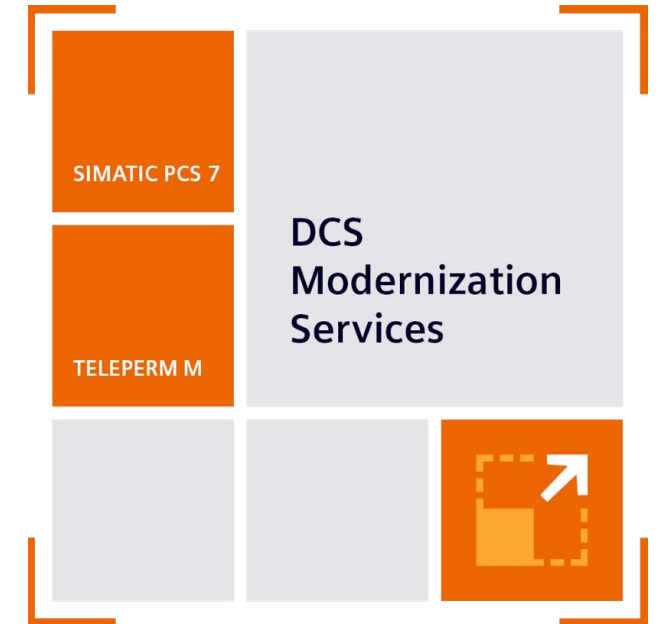 SIMATIC PCS 7
DCS
Modernization
Services
TELEPERM M